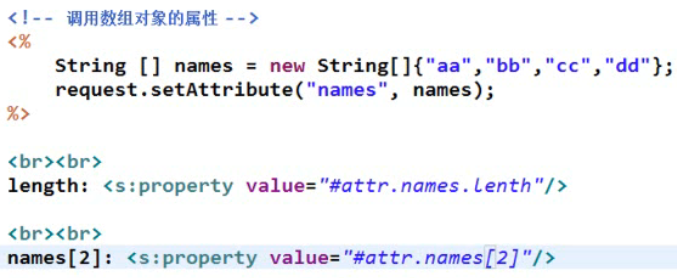 <!-- 调用数组对象的属性 -->
<%
String [] names = new String[]{"aa","bb","cc","dd"};
request.setAttribute("names", names);
%>
<br><br>
length: <s:property value="#attr.names.lenth"/>
<br><br>
names[2]: <s:property value="#attr.names[2]"/>